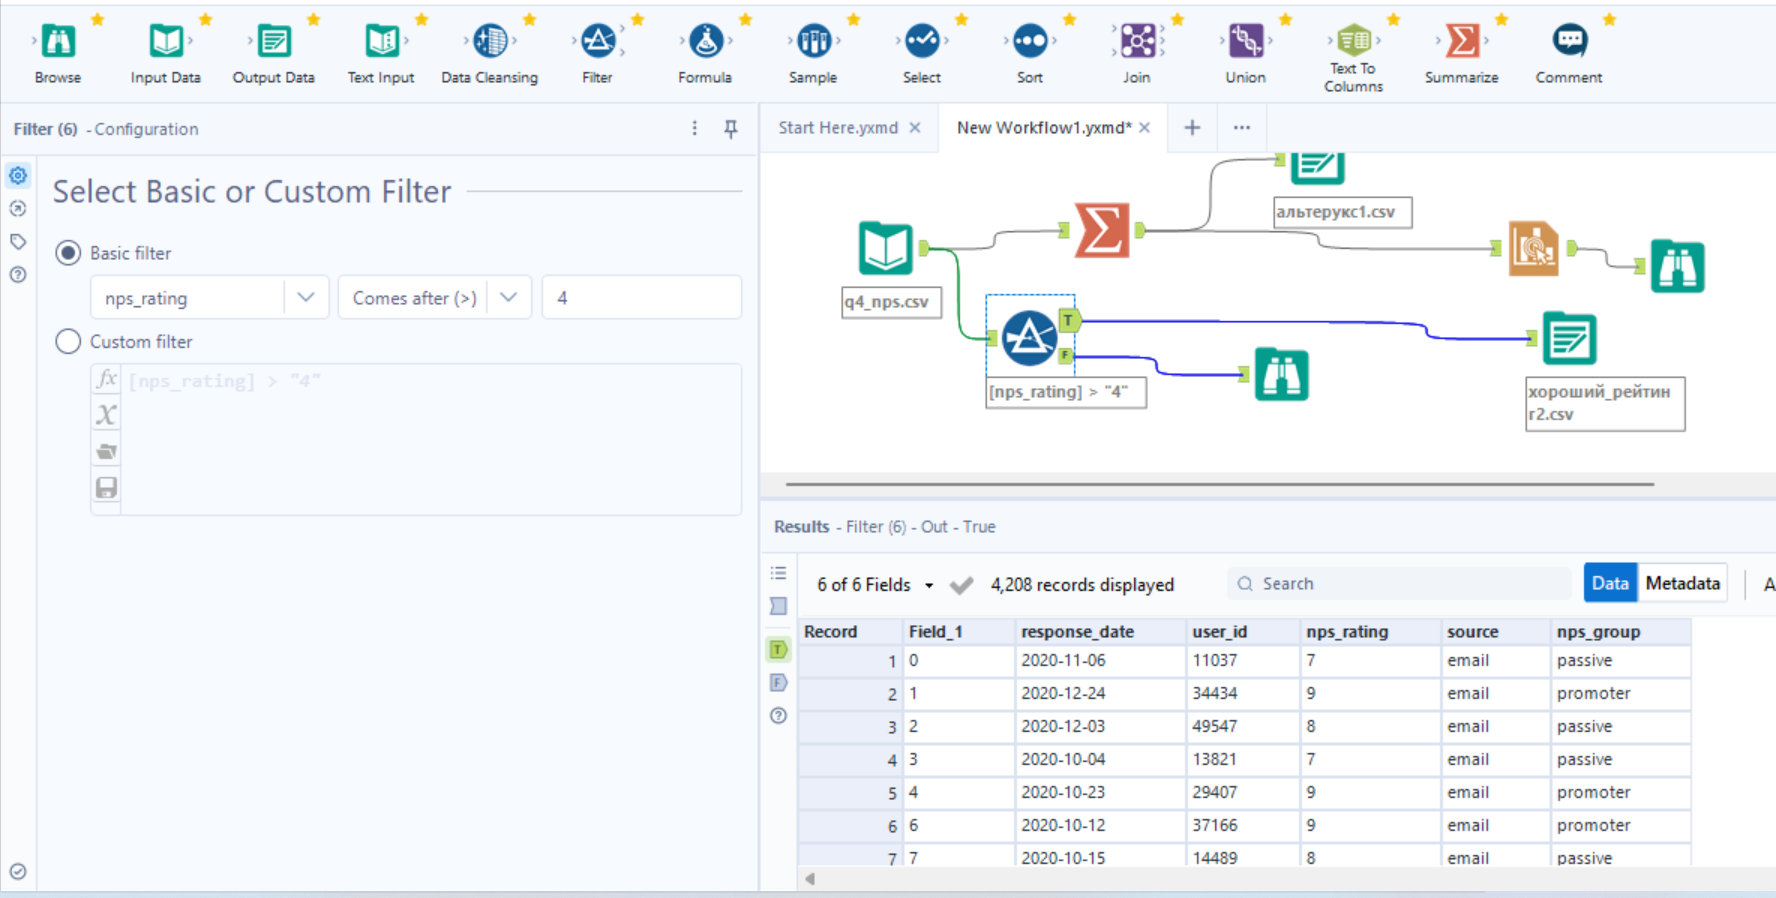 Browse
Input Data
Output Data
Text Input
Data Cleansing
Filter
Formula
Sample
Select
Sort
Join
Union
Text To
Columns
Summarize
Comment
Filter (6) - Configuration
Start Here.yxmd
New Workflow1.yxmd*
Select Basic or Custom Filter
Basic filter
nps_rating
Comes after (>)
4
Custom filter
fx
[nps_rating] > "4"
X
альтерукс1.csv
q4_nps.csv
T
F
[nps_rating] > "4"
хороший_рейтин
г2.csv
Results - Filter (6) - Out - True
6 of 6 Fields
4,208 records displayed
Search
Data
Metadata
A
T
F
Record Field_1 response_date user_id nps_rating source nps_group
1 0 2020-11-06 11037 7 email passive
2 1 2020-12-24 34434 9 email promoter
3 2 2020-12-03 49547 8 email passive
4 3 2020-10-04 13821 7 email passive
5 4 2020-10-23 29407 9 email promoter
6 6 2020-10-12 37166 9 email promoter
7 7 2020-10-15 14489 8 email passive